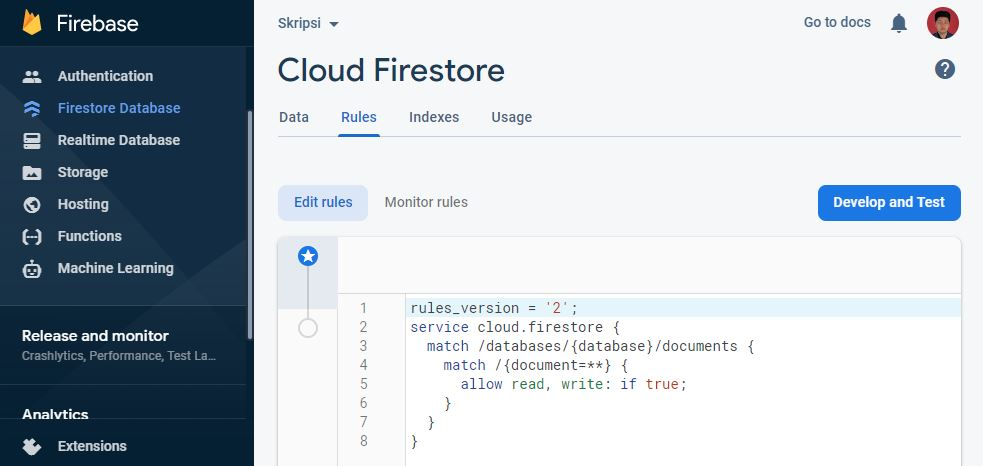 Firebase
Authentication
Firestore Database
Realtime Database
Storage
Hosting
Functions
Machine Learning
Release and monitor
Crashlytics, Performance, Test La...
Analytics
Extensions
Skripsi
Go to docs
Cloud Firestore
Data Rules Indexes Usage
Edit rules Monitor rules Develop and Test
1 rules_version = '2';
2 service cloud.firestore {
3   match /databases/{database}/documents {
4     match /{document=**} {
5       allow read, write: if true;
6     }
7   }
8 }